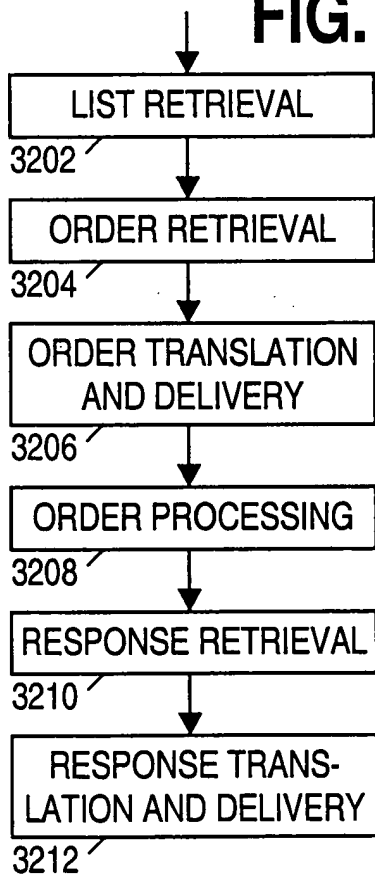 FIG.
LIST RETRIEVAL
3202
ORDER RETRIEVAL
3204
ORDER TRANSLATION
AND DELIVERY
3206
ORDER PROCESSING
3208
RESPONSE RETRIEVAL
3210
RESPONSE TRANS-
LATION AND DELIVERY
3212